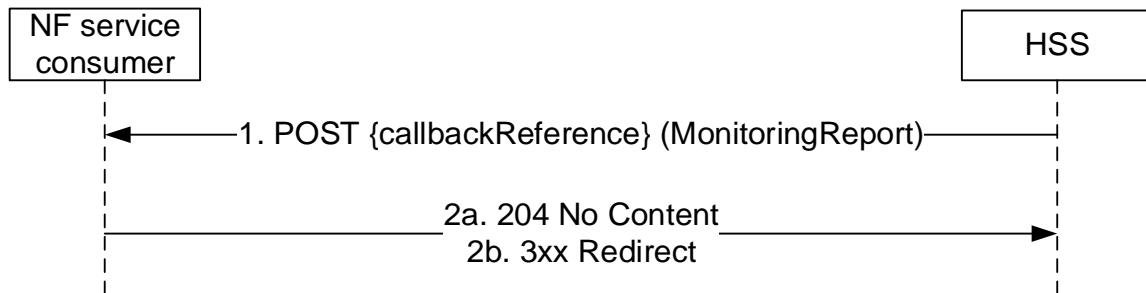 NF service
consumer
HSS
1. POST {callbackReference} (MonitoringReport)
2a. 204 No Content
2b. 3xx Redirect